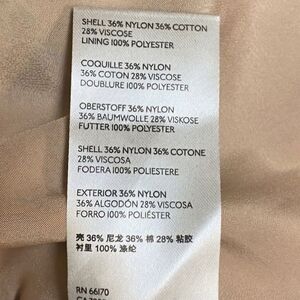 SHELL 36% NYLON 36% COTTON
28% VISCOSE
LINING 100% POLYESTER
COQUILLE 36% NYLON
36% COTON 28% VISCOSE
DOUBLURE 100% POLYESTER
OBERSTOFF 36% NYLON
36% BAUMWOLLE 28% VISKOSE
FUTTER 100% POLYESTER
SHELL 36% NYLON 36% COTONE
28% VISCOSA
FODERA 100% POLIESTERE
EXTERIOR 36% NYLON
36% ALGODÓN 28% VISCOSA
FORRO 100% POLIÉSTER
壳 36% 尼龙 36% 棉 28% 粘胶
衬里 100% 涤纶
RN 66170